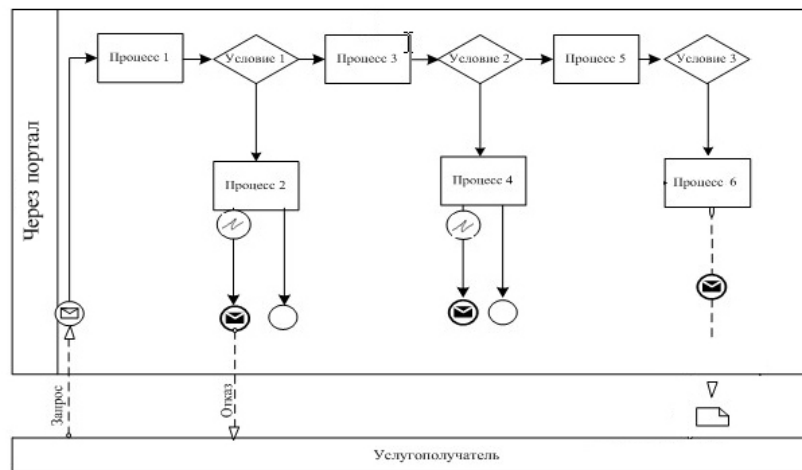 Через портал
Процесс 1
Условие 1
Процесс 3
Условие 2
Процесс 5
Условие 3
Процесс 2
Процесс 4
Процесс 6
Запрос
Отказ
Услугополучатель